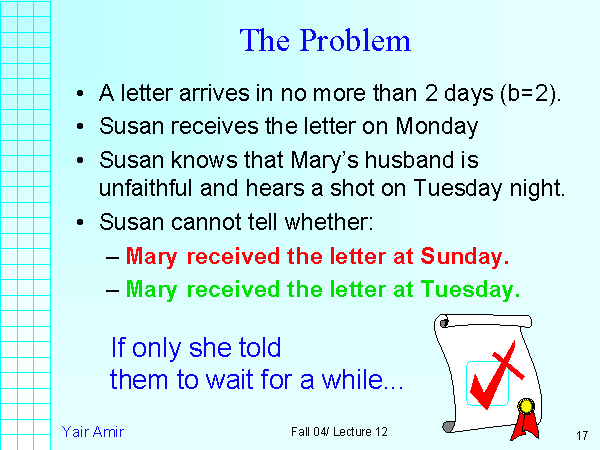 The Problem
• A letter arrives in no more than 2 days (b=2).
• Susan receives the letter on Monday
• Susan knows that Mary's husband is
unfaithful and hears a shot on Tuesday night.
• Susan cannot tell whether:
– Mary received the letter at Sunday.
– Mary received the letter at Tuesday.
If only she told
them to wait for a while...
Yair Amir
Fall 04/ Lecture 12
17